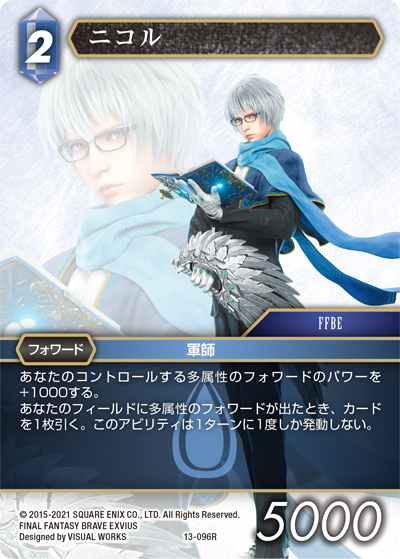 2
ニコル
FFBE
フォワード
軍師
あなたのコントロールする多属性のフォワードのパワーを
+1000する。
あなたのフィールドに多属性のフォワードが出たとき、カード
を1枚引く。このアビリティは1ターンに1度しか発動しない。
© 2015-2021 SQUARE ENIX CO., LTD. All Rights Reserved.
FINAL FANTASY BRAVE EXVIUS
Designed by VISUAL WORKS
13-096R
5000